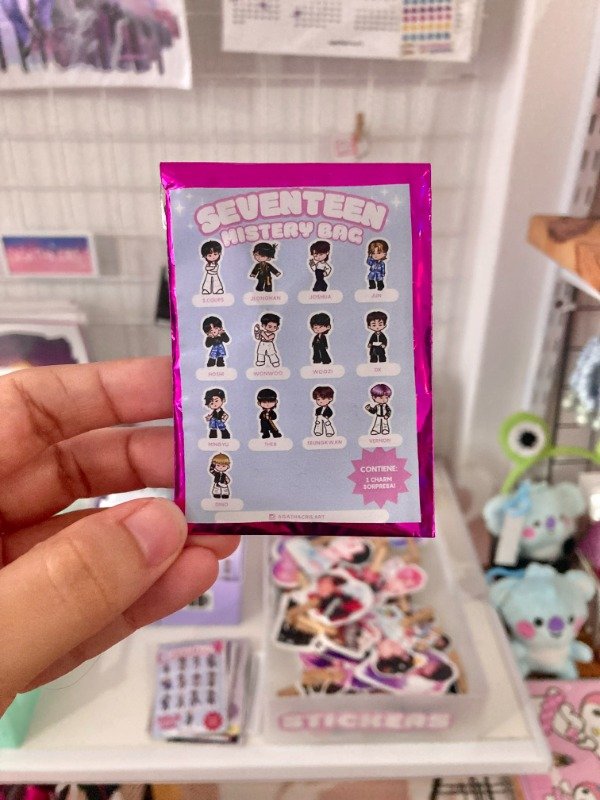 SEVENTEEN
MISTERY BAG
S.COUPS JEONGHAN JOSHUA JUN
HOSHI WONWOO WOOZI DK
MINGYU THE8 SEUNGKWAN VERNON
DINO
CONTIENE:
1 CHARM
SORPRESA!
STICKERS